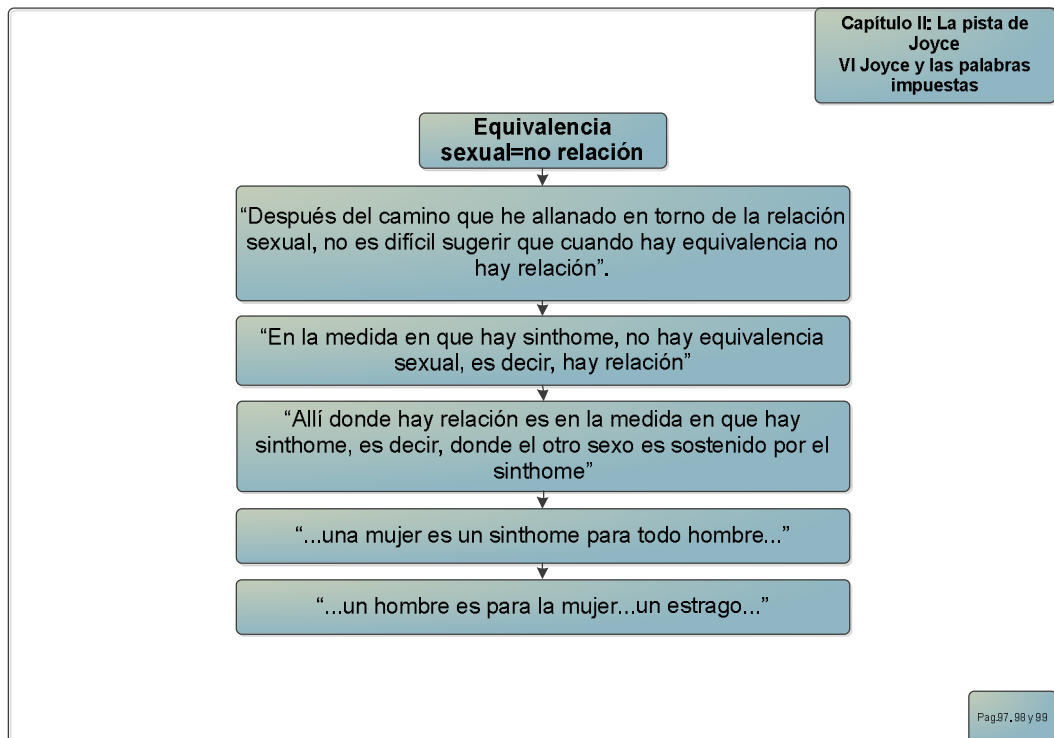 Capítulo II: La pista de
Joyce
VI Joyce y las palabras
impuestas
Equivalencia
sexual=no relación
“Después del camino que he allanado en torno de la relación
sexual, no es difícil sugerir que cuando hay equivalencia no
hay relación”.
“En la medida en que hay sinthome, no hay equivalencia
sexual, es decir, hay relación”
“Allí donde hay relación es en la medida en que hay
sinthome, es decir, donde el otro sexo es sostenido por el
sinthome”
“...una mujer es un sinthome para todo hombre...”
“...un hombre es para la mujer...un estrago...”
Pag.97, 98 y 99